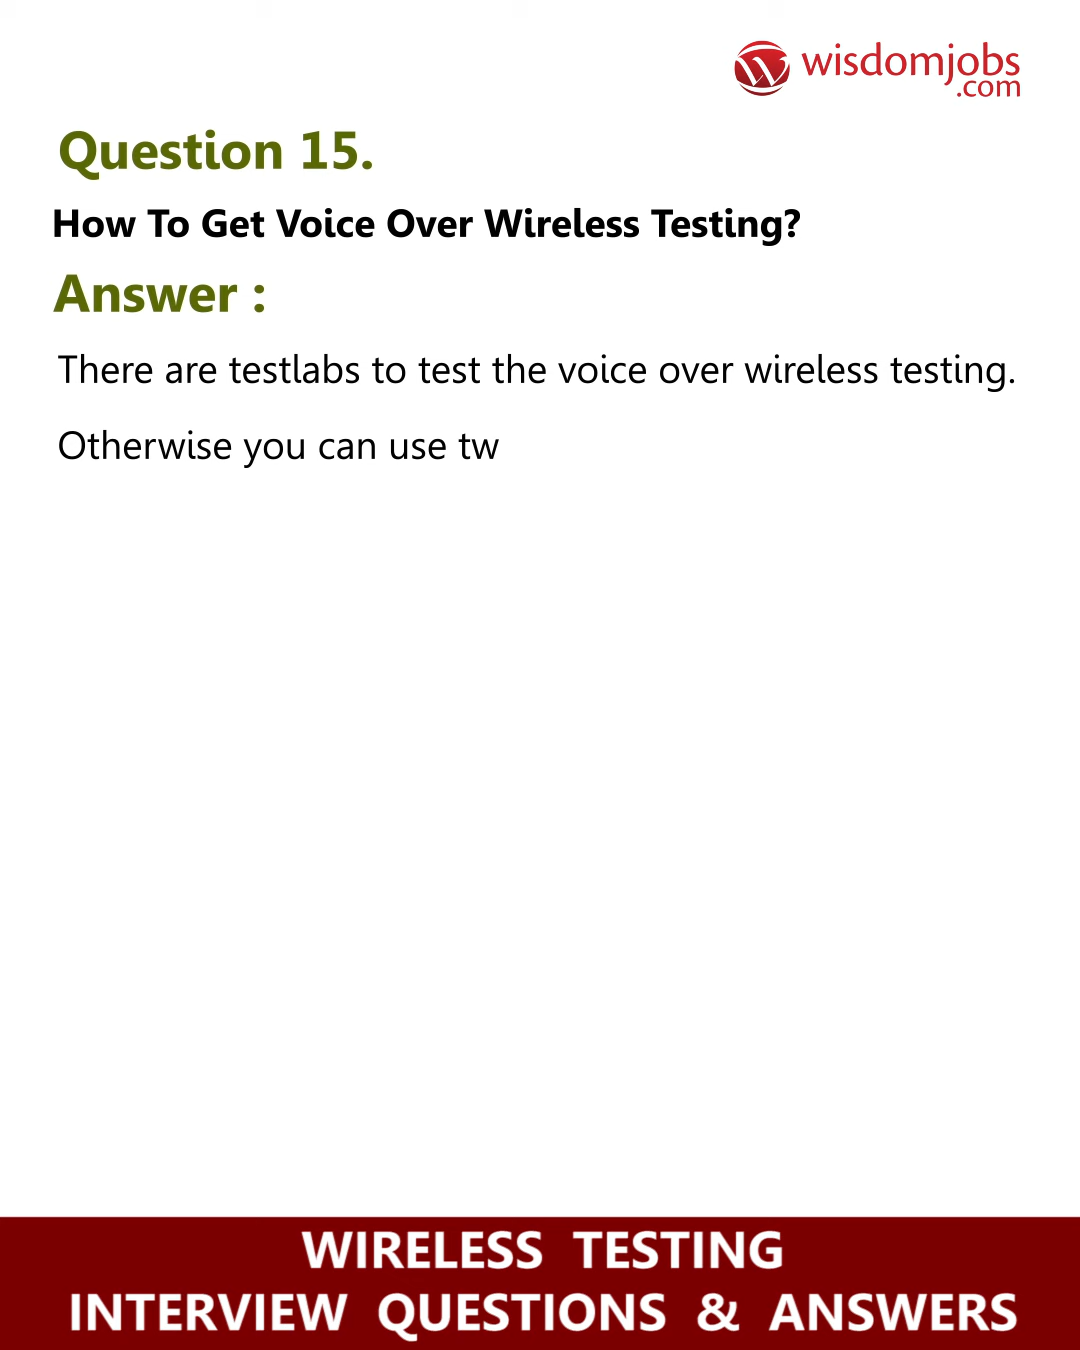 wisdomjobs
.com
Question 15.
How To Get Voice Over Wireless Testing?
Answer :
There are testlabs to test the voice over wireless testing.
Otherwise you can use tw
WIRELESS TESTING
INTERVIEW QUESTIONS & ANSWERS